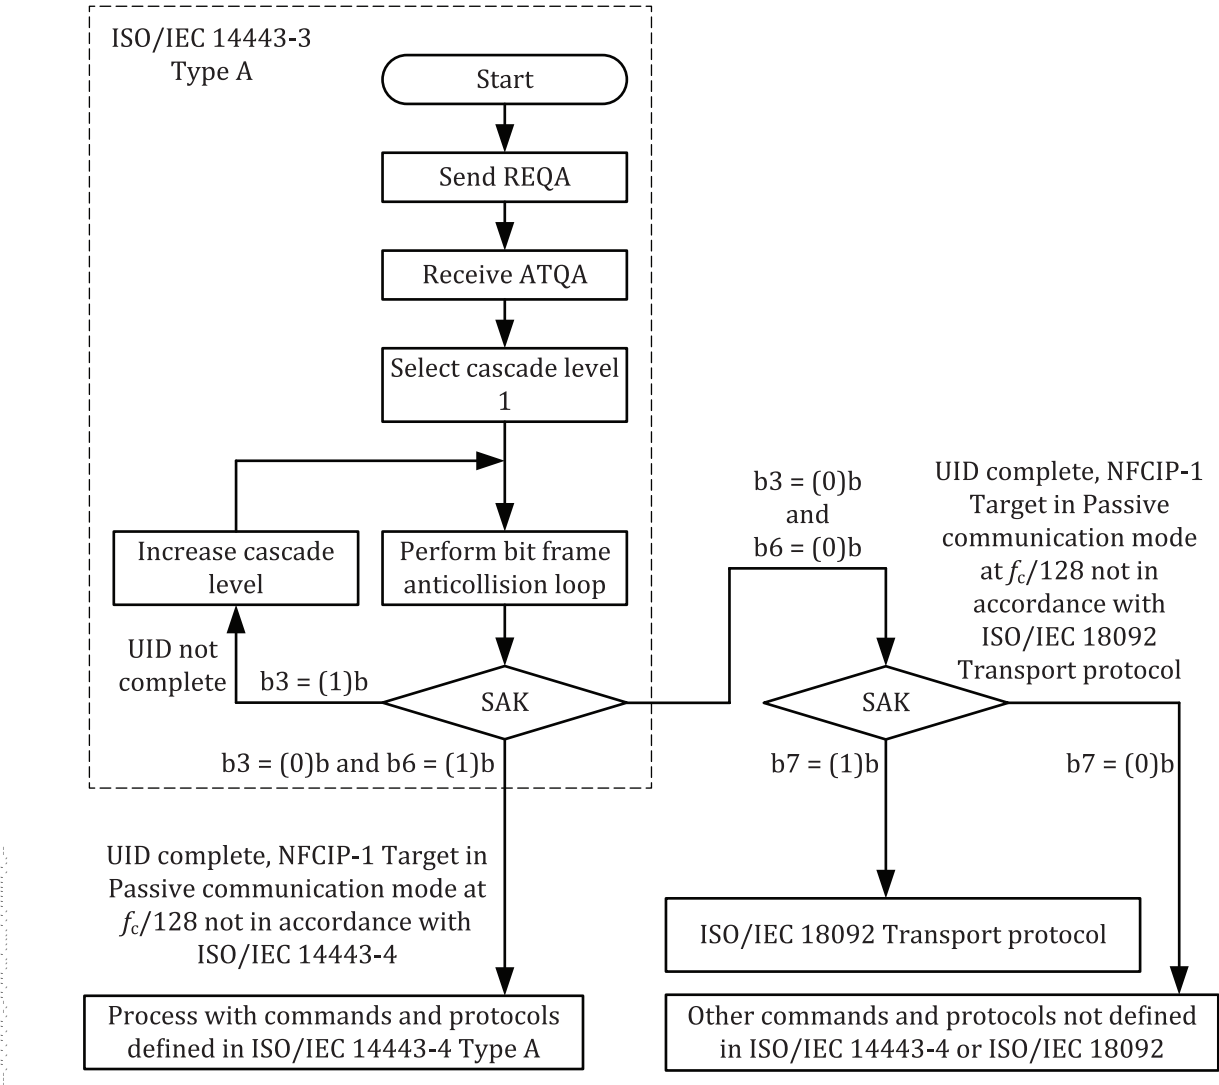 ISO/IEC 14443-3
Type A
Start
Send REQA
Receive ATQA
Select cascade level
1
Increase cascade
level
Perform bit frame
anticollision loop
UID not
complete
b3 = (1)b
SAK
b3 = (0)b and b6 = (1)b
b3 = (0)b
and
b6 = (0)b
UID complete, NFCIP-1
Target in Passive
communication mode
at fc/128 not in
accordance with
ISO/IEC 18092
Transport protocol
SAK
b7 = (1)b
b7 = (0)b
UID complete, NFCIP-1 Target in
Passive communication mode at
fc/128 not in accordance with
ISO/IEC 14443-4
ISO/IEC 18092 Transport protocol
Process with commands and protocols
defined in ISO/IEC 14443-4 Type A
Other commands and protocols not defined
in ISO/IEC 14443-4 or ISO/IEC 18092